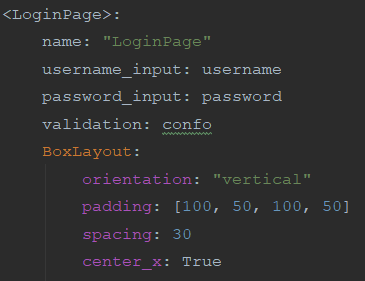 <LoginPage>:
    name: "LoginPage"
    username_input: username
    password_input: password
    validation: confo
    BoxLayout:
        orientation: "vertical"
        padding: [100, 50, 100, 50]
        spacing: 30
        center_x: True